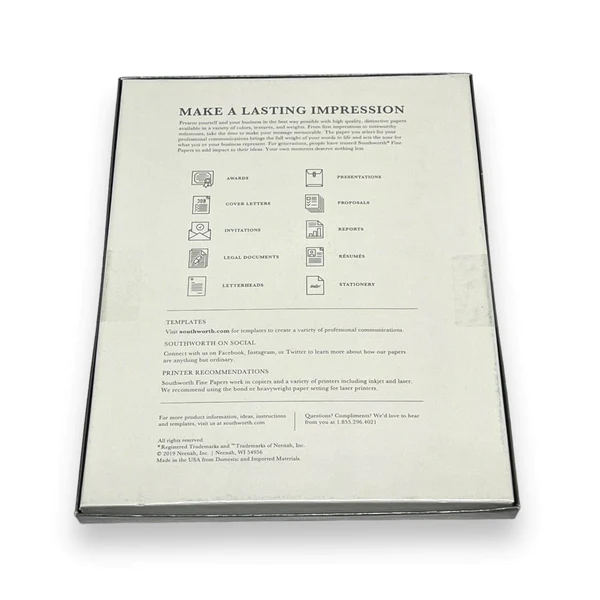 MAKE A LASTING IMPRESSION
Present yourself and your business in the best way possible with high quality, distinctive papers
available in a variety of colors, textures, and weights. From first impressions to noteworthy
milestones, take the time to make your message memorable. The paper you select for your
professional communications brings the full weight of your words to life and sets the tone for
what you or your business represent. For generations, people have trusted Southworth® Fine
Papers to add impact to their ideas. Your own moments deserve nothing less.
AWARDS
PRESENTATIONS
JOB
COVER LETTERS
PROPOSALS
INVITATIONS
REPORTS
LEGAL DOCUMENTS
RÉSUMÉS
LETTERHEADS
STATIONERY
TEMPLATES
Visit southworth.com for templates to create a variety of professional communications.
SOUTHWORTH ON SOCIAL
Connect with us on Facebook, Instagram, or Twitter to learn more about how our papers
are anything but ordinary.
PRINTER RECOMMENDATIONS
Southworth Fine Papers work in copiers and a variety of printers including inkjet and laser.
We recommend using the bond or heavyweight paper setting for laser printers.
For more product information, ideas, instructions
and templates, visit us at southworth.com
Questions? Compliments? We'd love to hear
from you at 1.855.296.4021
All rights reserved
®Registered Trademarks and ™Trademarks of Neenah, Inc.
© 2019 Neenah, Inc. | Neenah, WI 54956
Made in the USA from Domestic and Imported Materials.